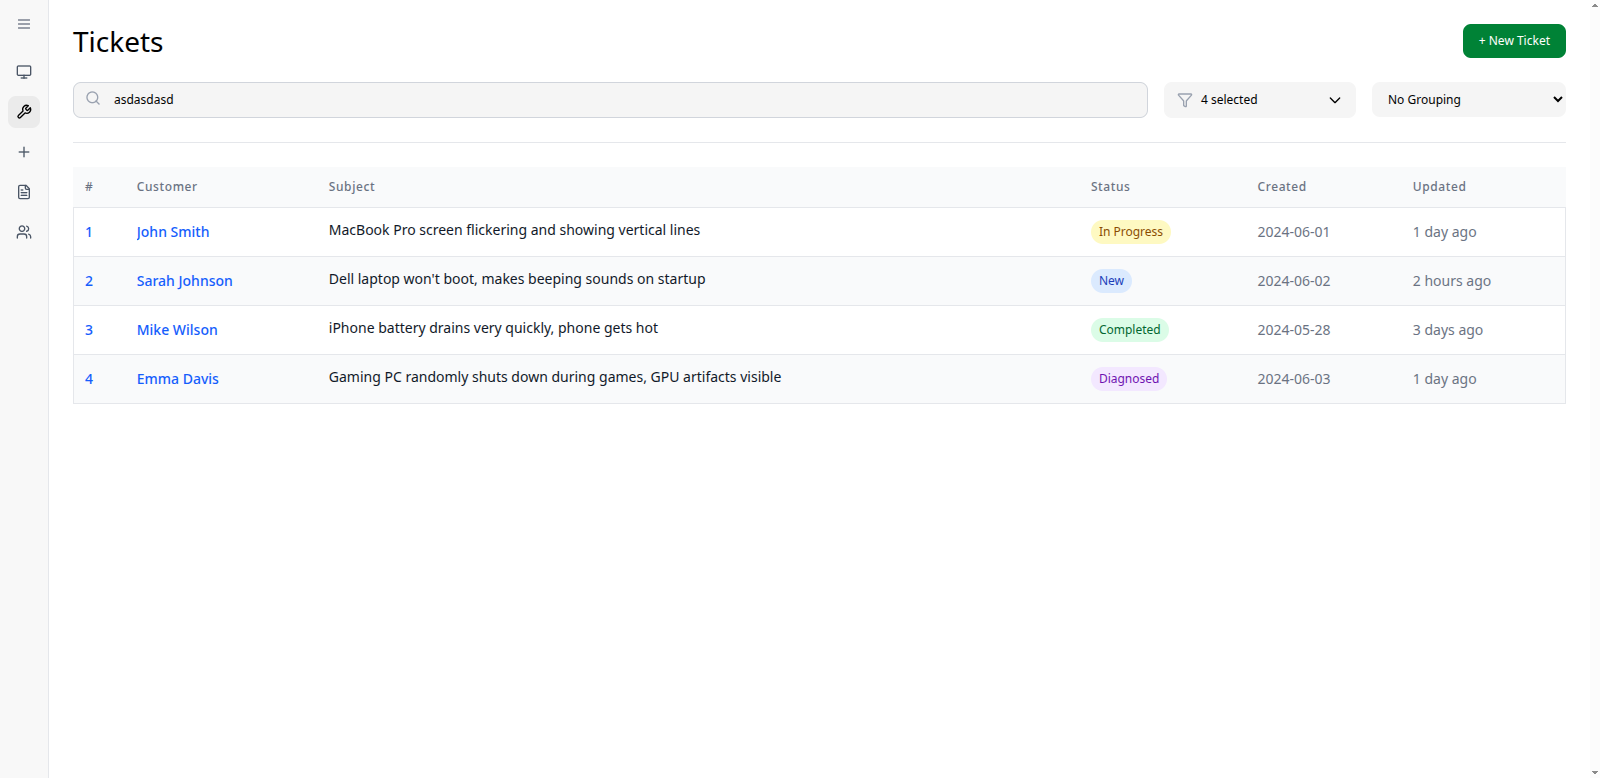 Tickets
+ New Ticket
asdasdasd
4 selected
No Grouping
# Customer Subject Status Created Updated
1 John Smith MacBook Pro screen flickering and showing vertical lines In Progress 2024-06-01 1 day ago
2 Sarah Johnson Dell laptop won't boot, makes beeping sounds on startup New 2024-06-02 2 hours ago
3 Mike Wilson iPhone battery drains very quickly, phone gets hot Completed 2024-05-28 3 days ago
4 Emma Davis Gaming PC randomly shuts down during games, GPU artifacts visible Diagnosed 2024-06-03 1 day ago